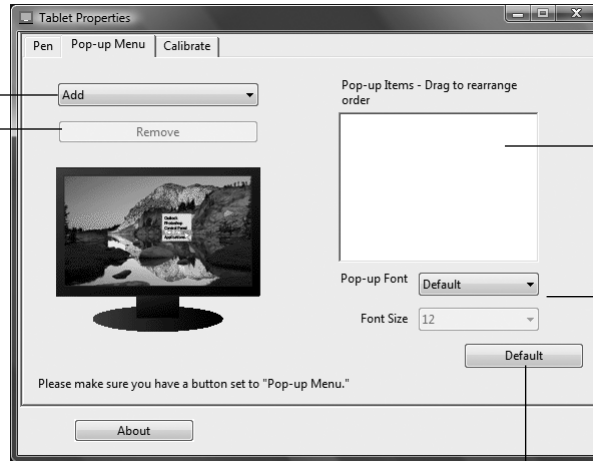 Tablet Properties
Pen
Pop-up Menu
Calibrate
Add
Remove
Pop-up Items - Drag to rearrange
order
Pop-up Font
Default
Font Size
12
Default
Please make sure you have a button set to "Pop-up Menu."
About